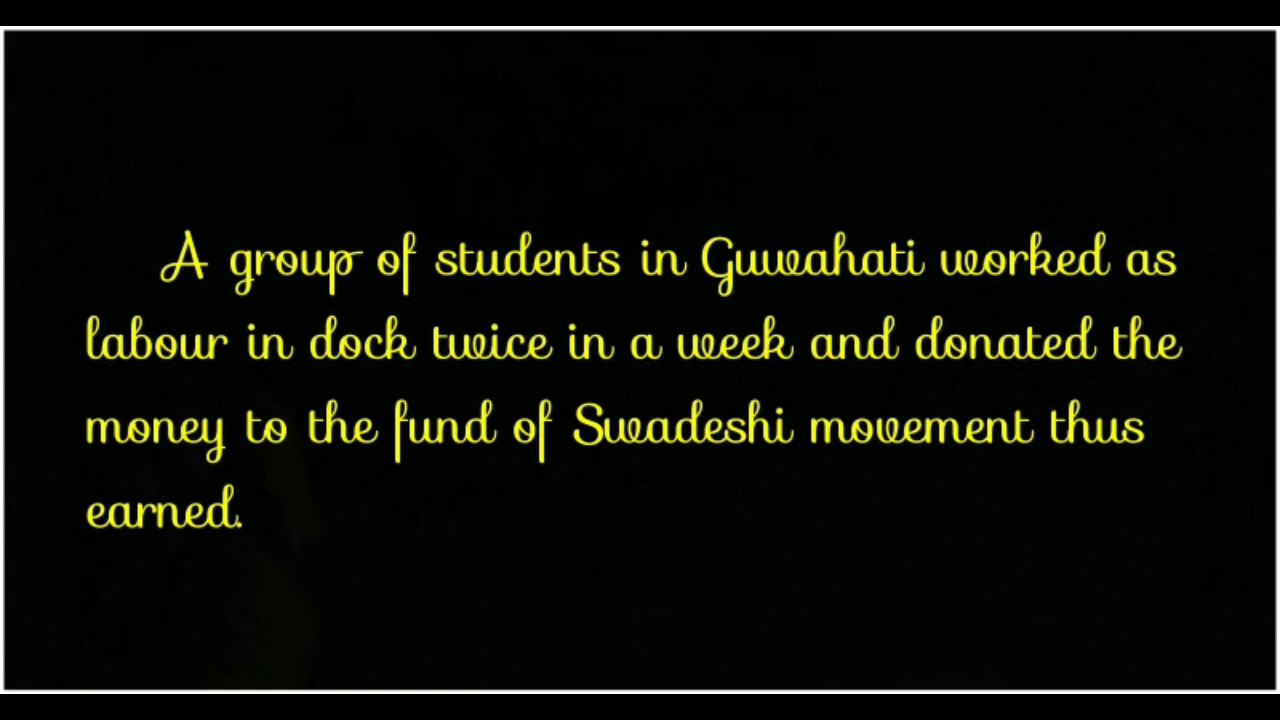 A group of students in Guwahati worked as
labour in dock twice in a week and donated the
money to the fund of Swadeshi movement thus
earned.